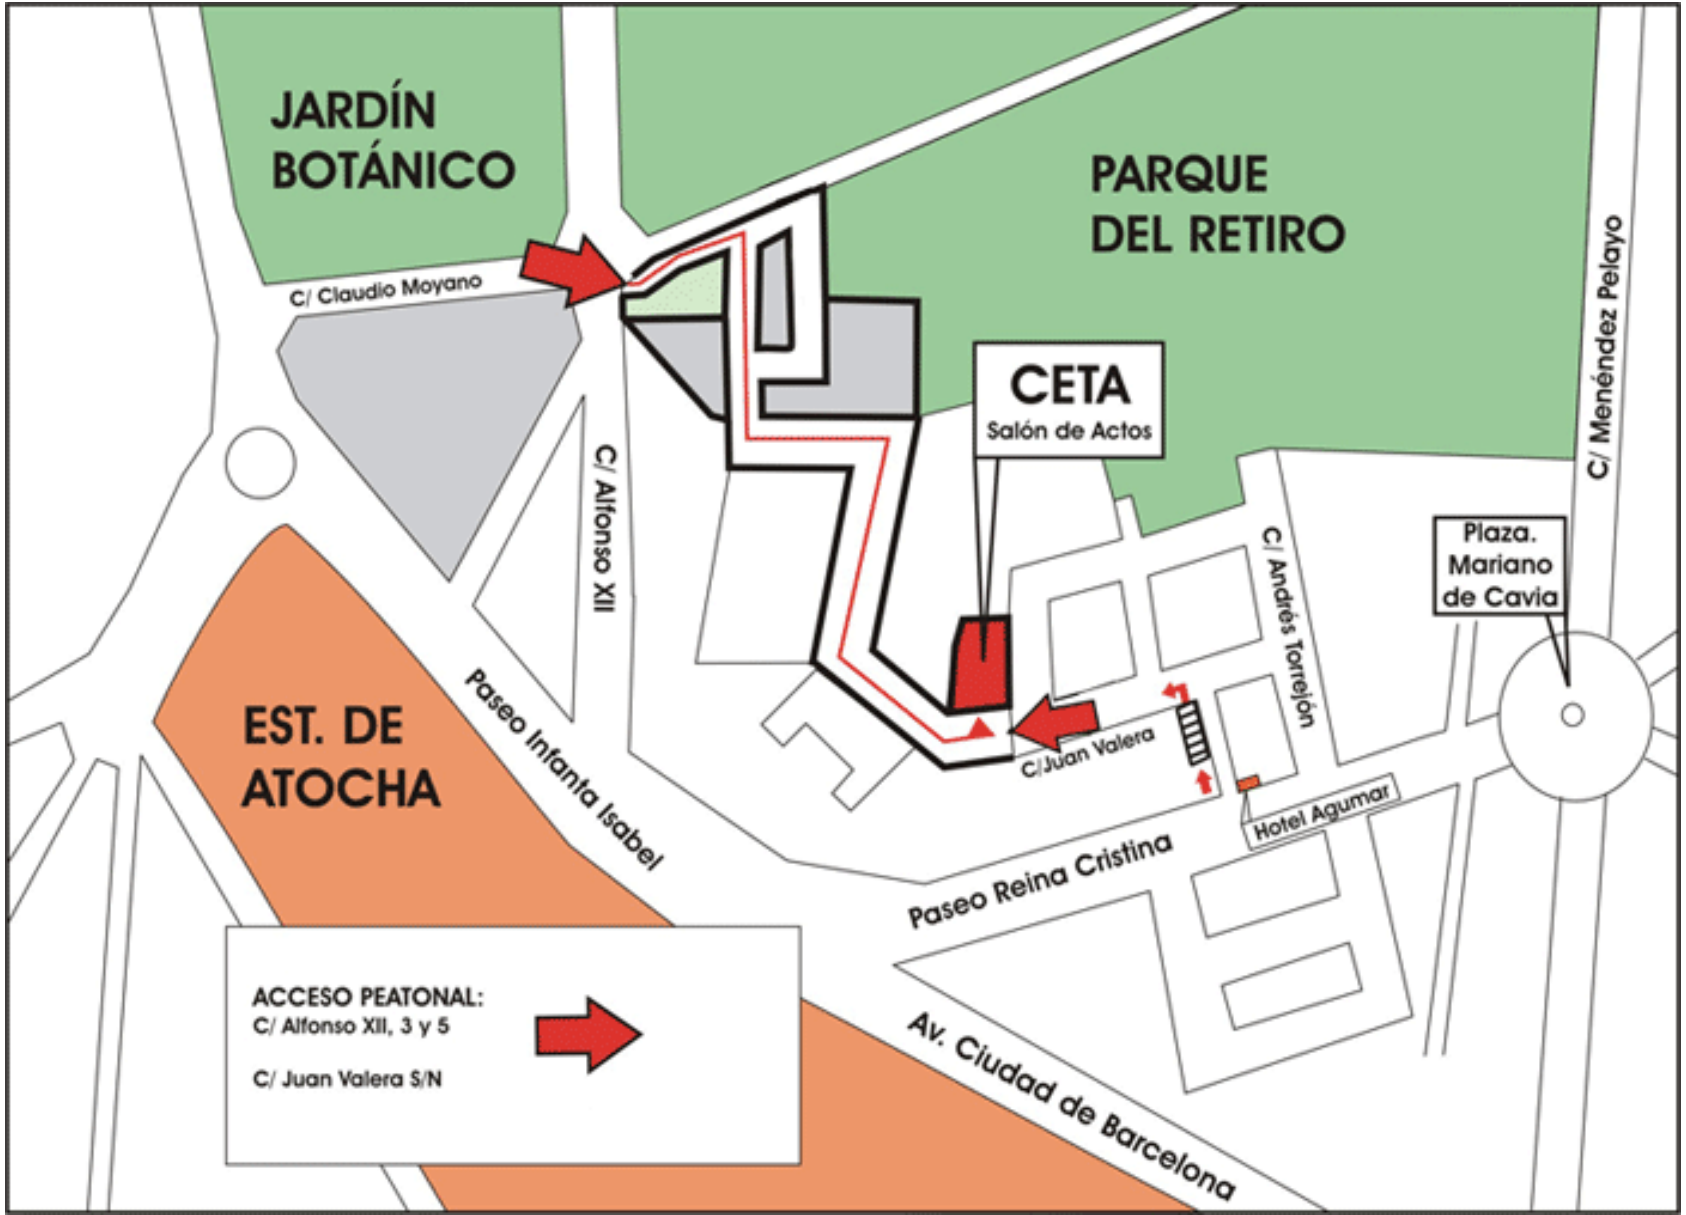 JARDÍN
BOTÁNICO
PARQUE
DEL RETIRO
C/ Claudio Moyano
C/ Menéndez Pelayo
CETA
Salón de Actos
C/ Alfonso XII
Plaza.
Mariano
de Cavia
C/ Andrés Torrejón
EST. DE
ATOCHA
Paseo Infanta Isabel
C/Juan Valera
Hotel Agumar
Paseo Reina Cristina
ACCESO PEATONAL:
C/ Alfonso XII, 3 y 5
C/ Juan Valera S/N
Av. Ciudad de Barcelona